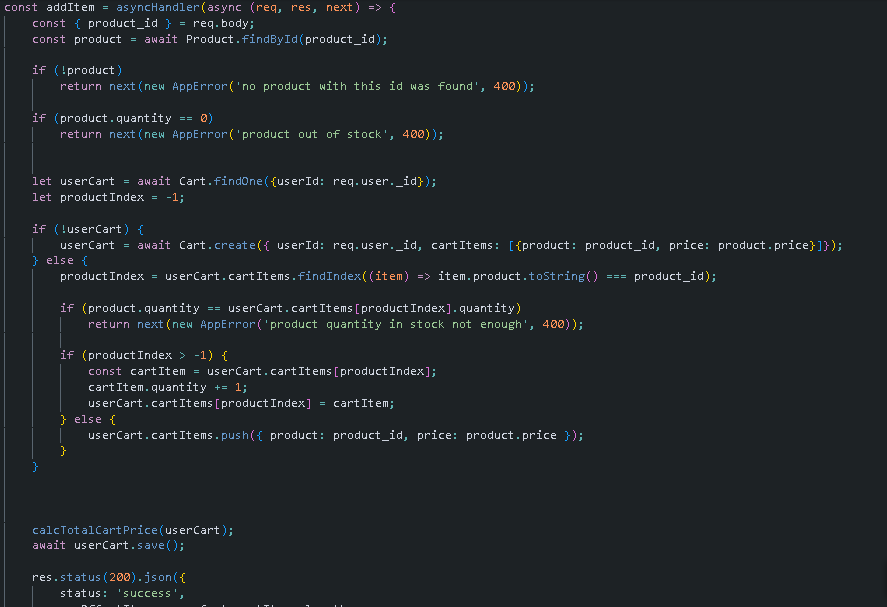 const addItem = asyncHandler(async (req, res, next) => {
const { product_id } = req.body;
const product = await Product.findById(product_id);
if (!product)
return next(new AppError('no product with this id was found', 400));
if (product.quantity == 0)
return next(new AppError('product out of stock', 400));
let userCart = await Cart.findOne({userId: req.user._id});
let productIndex = -1;
if (!userCart) {
userCart = await Cart.create({ userId: req.user._id, cartItems: [{product: product_id, price: product.price}]});
} else {
productIndex = userCart.cartItems.findIndex((item) => item.product.toString() === product_id);
if (product.quantity == userCart.cartItems[productIndex].quantity)
return next(new AppError('product quantity in stock not enough', 400));
if (productIndex > -1) {
const cartItem = userCart.cartItems[productIndex];
cartItem.quantity += 1;
userCart.cartItems[productIndex] = cartItem;
} else {
userCart.cartItems.push({ product: product_id, price: product.price });
}
}
calcTotalCartPrice(userCart);
await userCart.save();
res.status(200).json({
status: 'success',